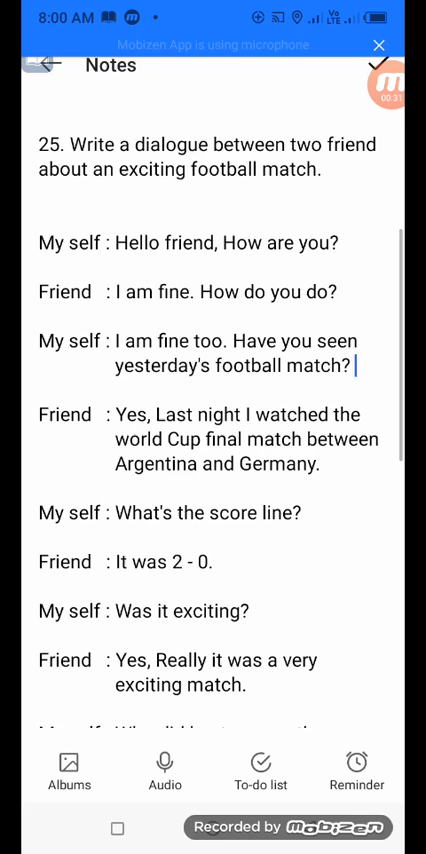 8:00 AM
Vo
LTE
Mobizen App is using microphone
Notes
00:31
25. Write a dialogue between two friend
about an exciting football match.
My self : Hello friend, How are you?
Friend : I am fine. How do you do?
My self : I am fine too. Have you seen
yesterday's football match?
Friend : Yes, Last night I watched the
world Cup final match between
Argentina and Germany.
My self : What's the score line?
Friend : It was 2 - 0.
My self : Was it exciting?
Friend : Yes, Really it was a very
exciting match.
Albums
Audio
To-do list
Reminder
Recorded by mobizen